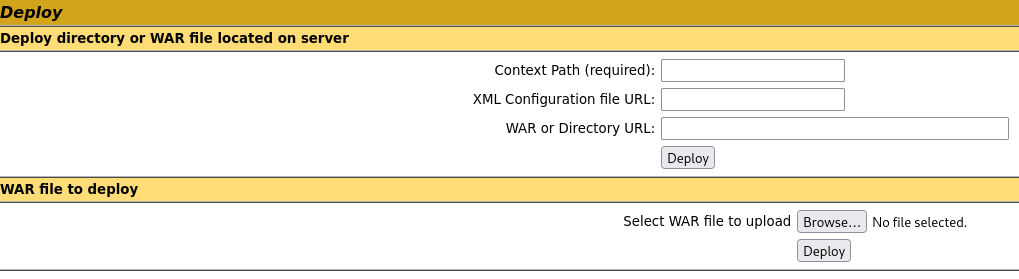 Deploy
Deploy directory or WAR file located on server
Context Path (required):
XML Configuration file URL:
WAR or Directory URL:
Deploy
WAR file to deploy
Select WAR file to upload Browse... No file selected.
Deploy